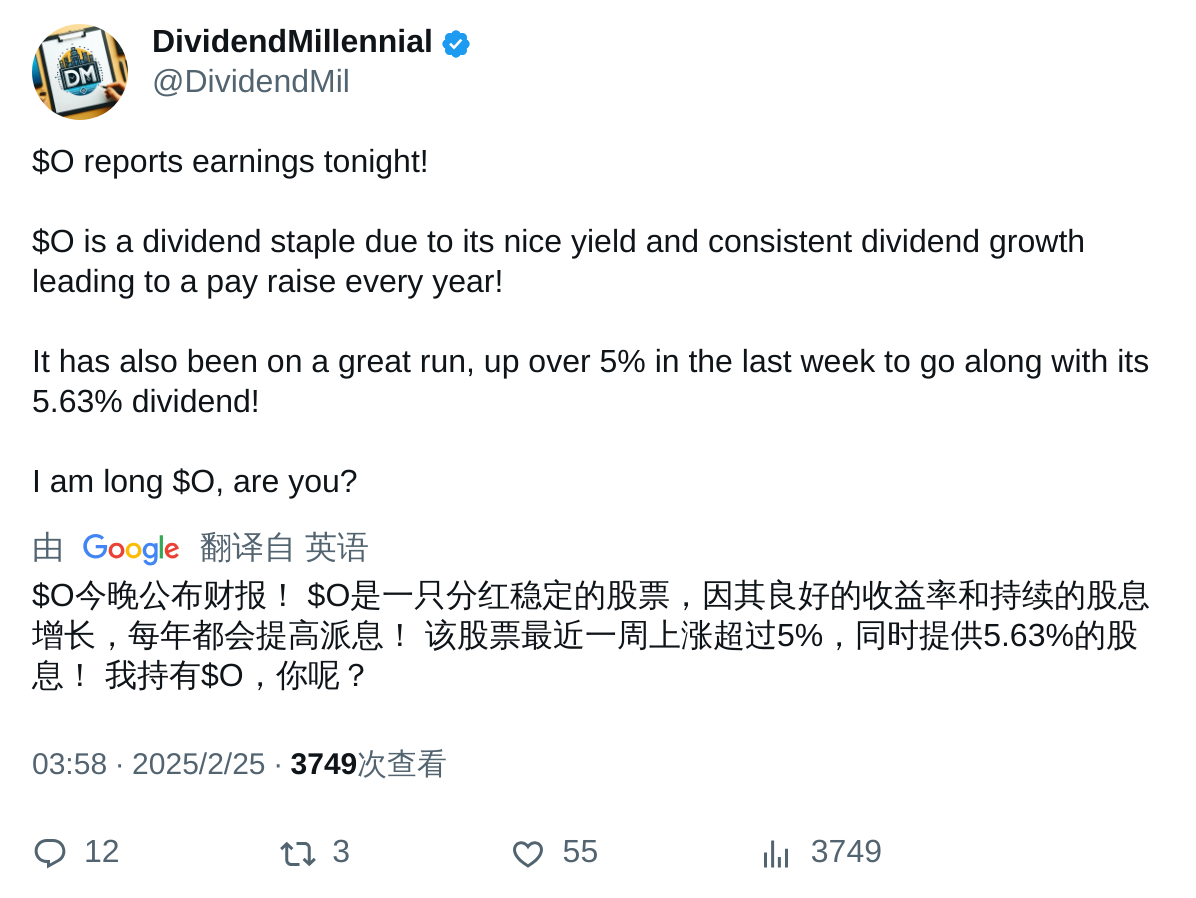 DividendMillennial
@DividendMil
DM
$O reports earnings tonight!
$O is a dividend staple due to its nice yield and consistent dividend growth
leading to a pay raise every year!
It has also been on a great run, up over 5% in the last week to go along with its
5.63% dividend!
I am long $O, are you?
由 Google 翻译自 英语
$O今晚公布财报！ $O是一只分红稳定的股票，因其良好的收益率和持续的股息
增长，每年都会提高派息！ 该股票最近一周上涨超过5%，同时提供5.63%的股
息！ 我持有$O，你呢？
03:58 · 2025/2/25 · 3749次查看
12 3 55 3749